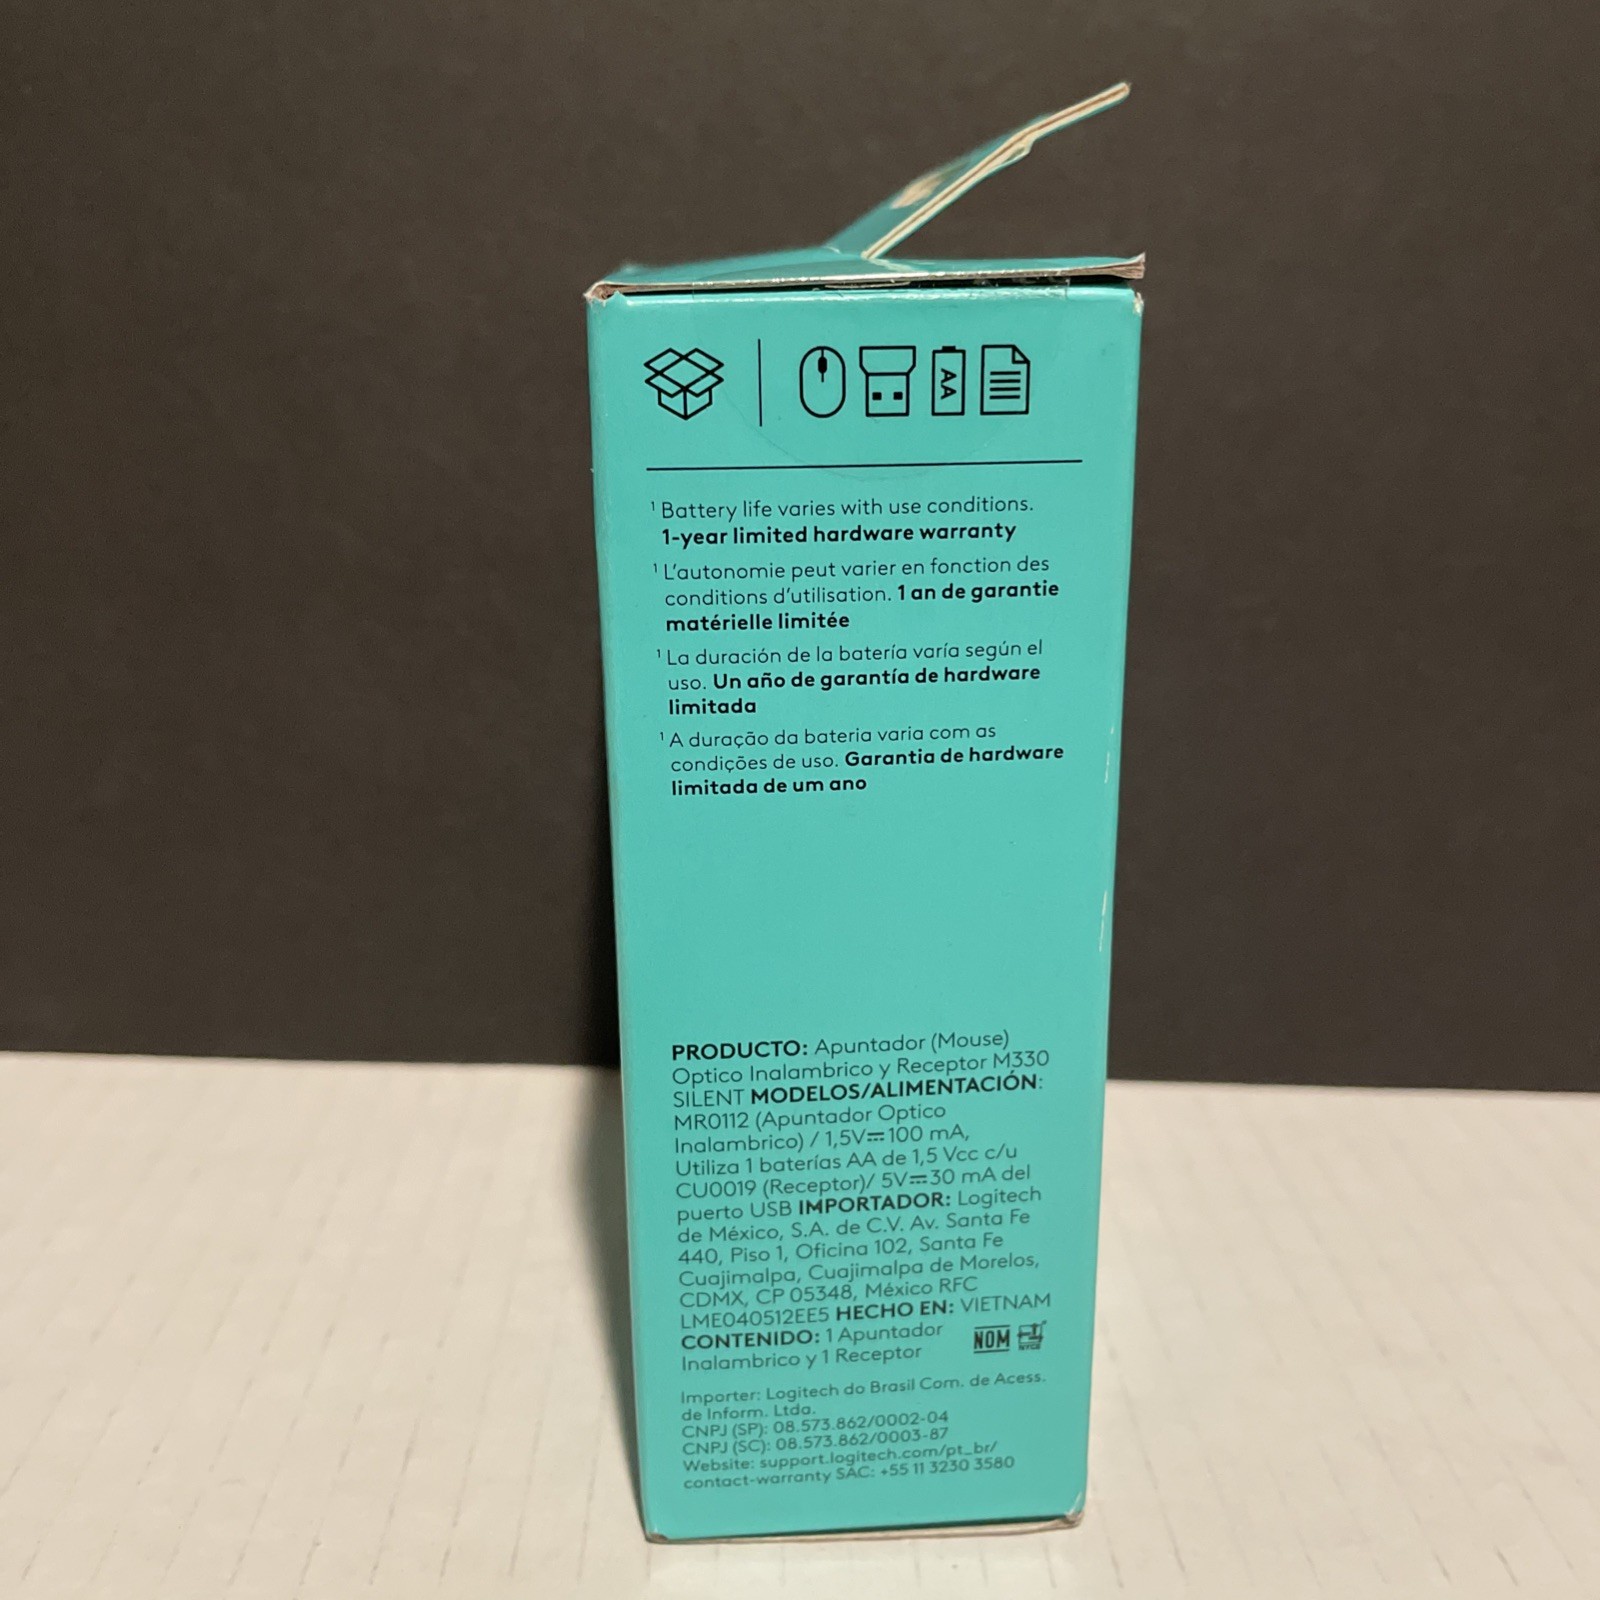 AA
¹ Battery life varies with use conditions.
1-year limited hardware warranty
¹ L'autonomie peut varier en fonction des
conditions d'utilisation. 1 an de garantie
matérielle limitée
¹ La duración de la batería varía según el
uso. Un año de garantía de hardware
limitada
¹ A duração da bateria varia com as
condições de uso. Garantia de hardware
limitada de um ano
PRODUCTO: Apuntador (Mouse)
Optico Inalambrico y Receptor M330
SILENT MODELOS/ALIMENTACIÓN:
MR0112 (Apuntador Optico
Inalambrico) / 1,5V⎓100 mA,
Utiliza 1 baterías AA de 1,5 Vcc c/u
CU0019 (Receptor)/ 5V⎓30 mA del
puerto USB IMPORTADOR: Logitech
de México, S.A. de C.V. Av. Santa Fe
440, Piso 1, Oficina 102, Santa Fe
Cuajimalpa, Cuajimalpa de Morelos,
CDMX, CP 05348, México RFC
LME040512EE5 HECHO EN: VIETNAM
CONTENIDO: 1 Apuntador
Inalambrico y 1 Receptor
NOM NYCE
Importer: Logitech do Brasil Com. de Acess.
de Inform. Ltda.
CNPJ (SP): 08.573.862/0002-04
CNPJ (SC): 08.573.862/0003-87
Website: support.logitech.com/pt_br/
contact-warranty SAC: +55 11 3230 3580